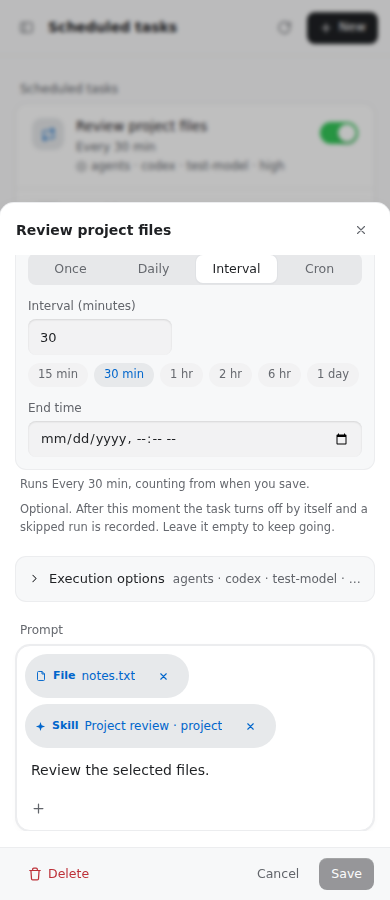 Scheduled tasks
New
Scheduled tasks
Review project files
Every 30 min
agents · codex · test-model · high
Review project files
Once Daily Interval Cron
Interval (minutes)
30
15 min 30 min 1 hr 2 hr 6 hr 1 day
End time
mm/dd/yyyy, --:-- --
Runs Every 30 min, counting from when you save.
Optional. After this moment the task turns off by itself and a
skipped run is recorded. Leave it empty to keep going.
Execution options agents · codex · test-model · ...
Prompt
File notes.txt
Skill Project review · project
Review the selected files.
Delete Cancel Save